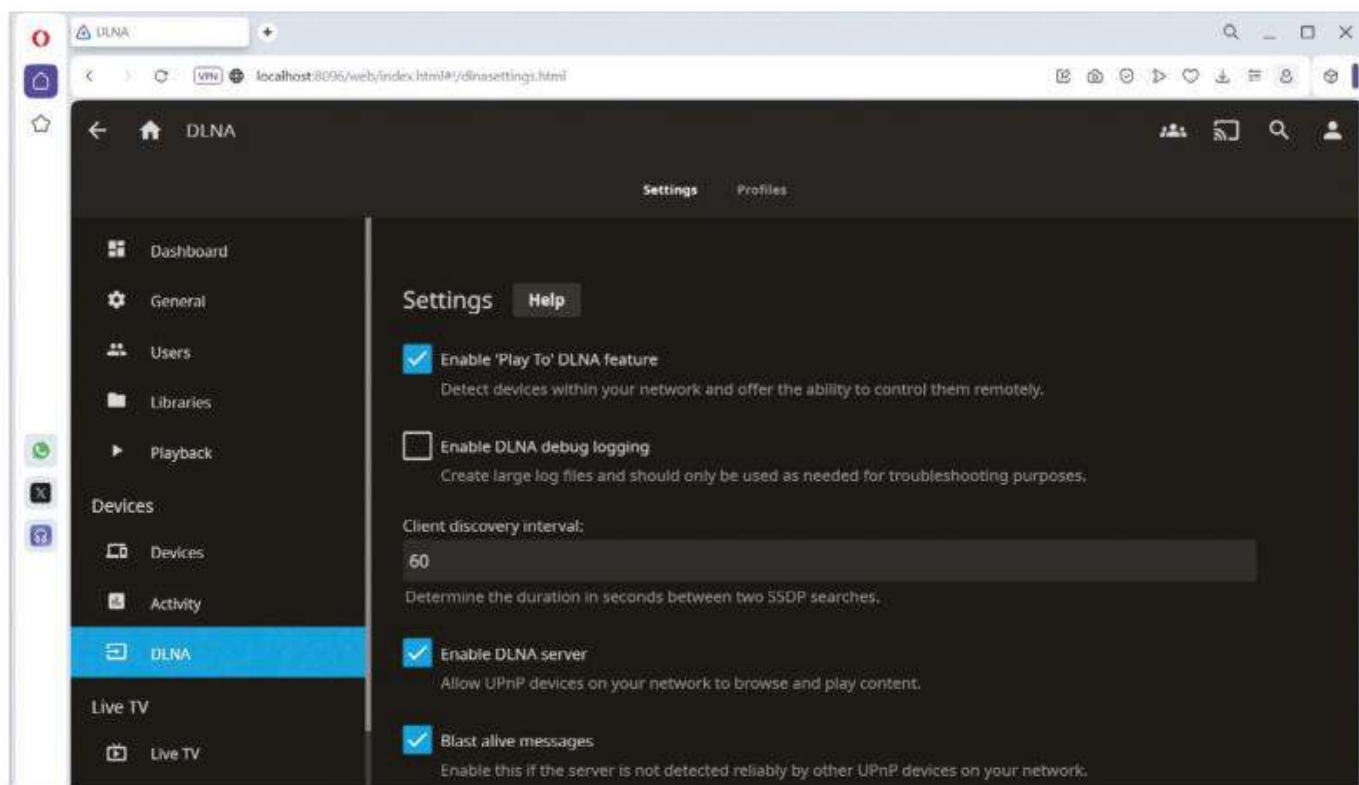 DLNA
VPN
localhost:8096/web/index.html#!/dlnasettings.html
DLNA
Settings Profiles
Dashboard
General
Users
Libraries
Playback
Devices
Devices
Activity
DLNA
Live TV
Live TV
Settings Help
Enable 'Play To' DLNA feature
Detect devices within your network and offer the ability to control them remotely.
Enable DLNA debug logging
Create large log files and should only be used as needed for troubleshooting purposes.
Client discovery interval:
60
Determine the duration in seconds between two SSDP searches.
Enable DLNA server
Allow UPnP devices on your network to browse and play content.
Blast alive messages
Enable this if the server is not detected reliably by other UPnP devices on your network.